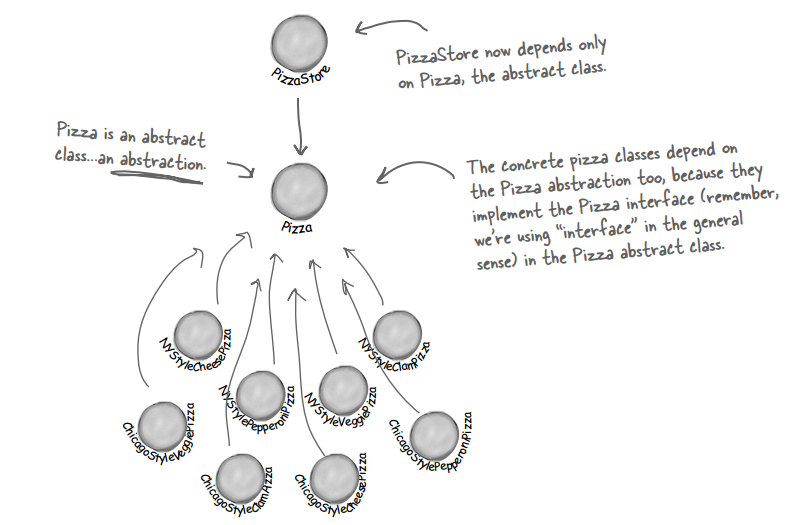 PizzaStore
PizzaStore now depends only
on Pizza, the abstract class.
Pizza is an abstract
class...an abstraction.
Pizza
The concrete pizza classes depend on
the Pizza abstraction too, because they
implement the Pizza interface (remember,
we're using "interface" in the general
sense) in the Pizza abstract class.
NYStyleCheesePizza
NYStyleClamPizza
NYStylePepperoniPizza
NYStyleVeggiePizza
ChicagoStyleVeggiePizza
ChicagoStylePepperoniPizza
ChicagoStyleClamPizza
ChicagoStyleCheesePizza